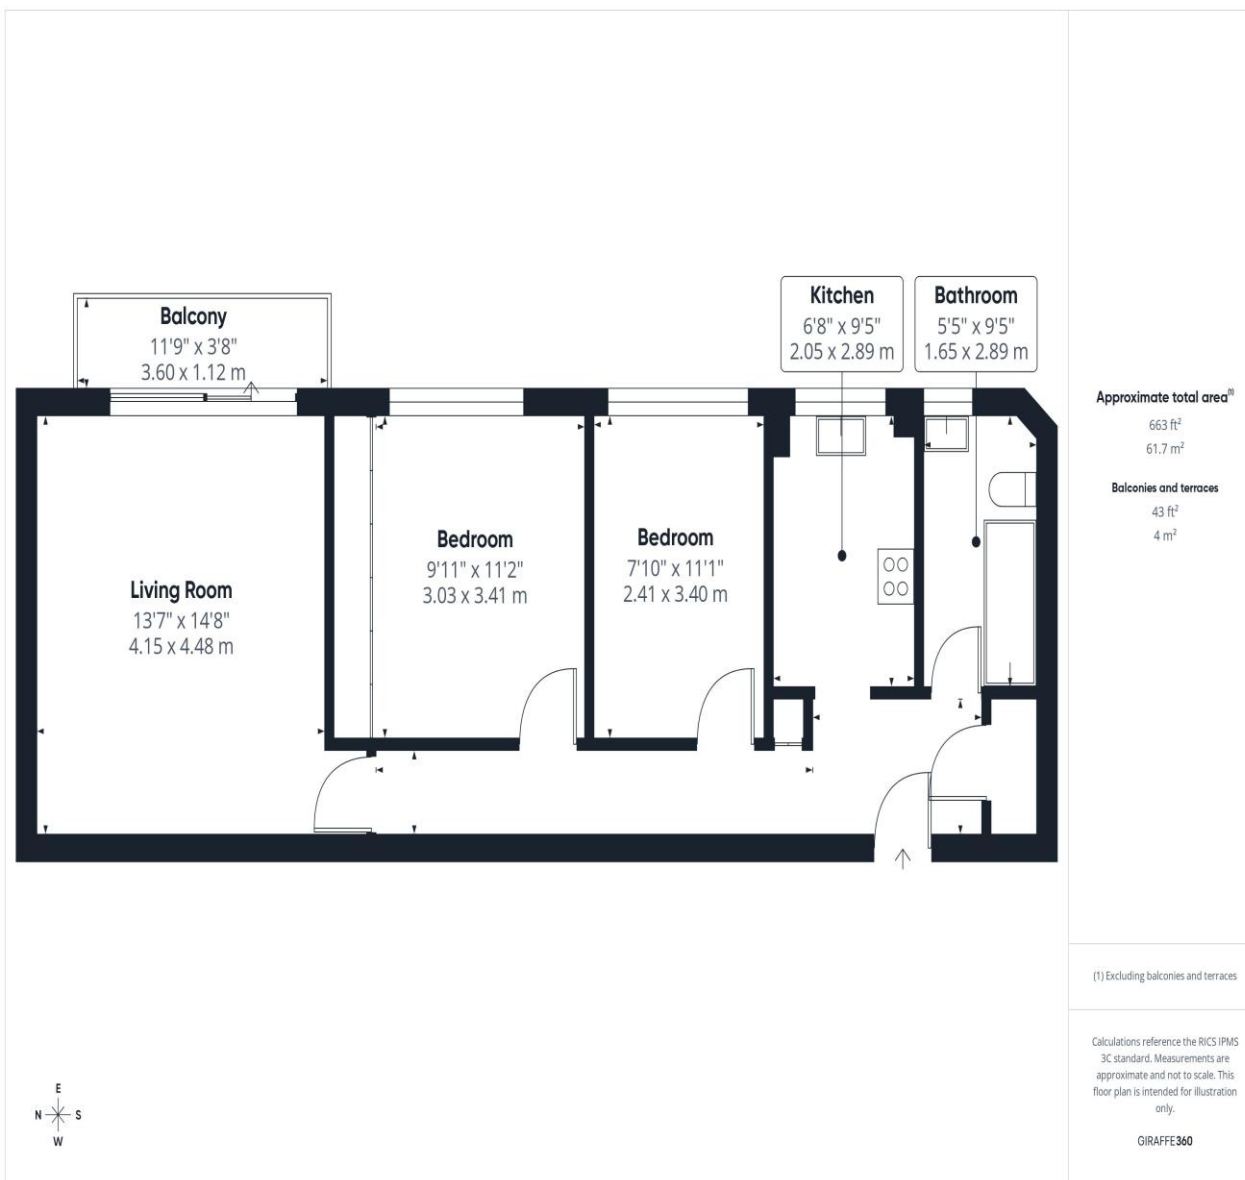 Balcony
11'9" x 3'8"
3.60 x 1.12 m
Kitchen
6'8" x 9'5"
2.05 x 2.89 m
Bathroom
5'5" x 9'5"
1.65 x 2.89 m
Living Room
13'7" x 14'8"
4.15 x 4.48 m
Bedroom
9'11" x 11'2"
3.03 x 3.41 m
Bedroom
7'10" x 11'1"
2.41 x 3.40 m
Approximate total area⁽¹⁾
663 ft²
61.7 m²
Balconies and terraces
43 ft²
4 m²
(1) Excluding balconies and terraces
Calculations reference the RICS IPMS
3C standard. Measurements are
approximate and not to scale. This
floor plan is intended for illustration
only.
GIRAFFE360
E
N S
W